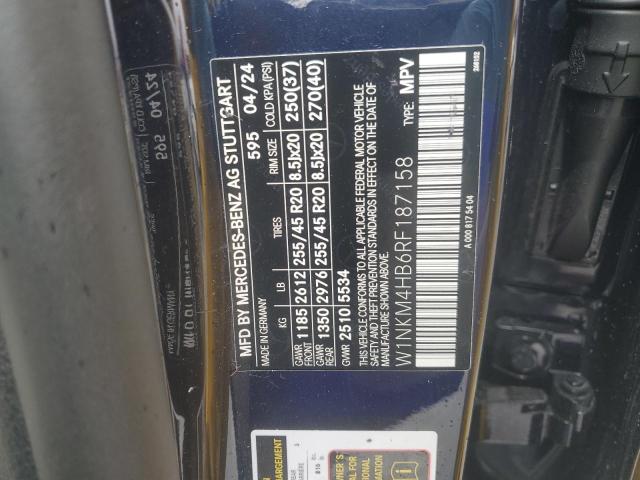 MFD BY MERCEDES-BENZ AG STUTTGART
MADE IN GERMANY 595 04/24
KG LB TIRES RIM SIZE COLD KPA (PSI)
GAWR FRONT 1185 2612 255/45 R20 8.5Jx20 250(37)
GAWR REAR 1350 2976 255/45 R20 8.5Jx20 270(40)
GVWR 2510 5534
THIS VEHICLE CONFORMS TO ALL APPLICABLE FEDERAL MOTOR VEHICLE
SAFETY AND THEFT PREVENTION STANDARDS IN EFFECT ON THE DATE OF
MANUFACTURE SHOWN ABOVE.
W1NKM4HB6RF187158 TYPE: MPV
A 000 817 54 04
595 04/24